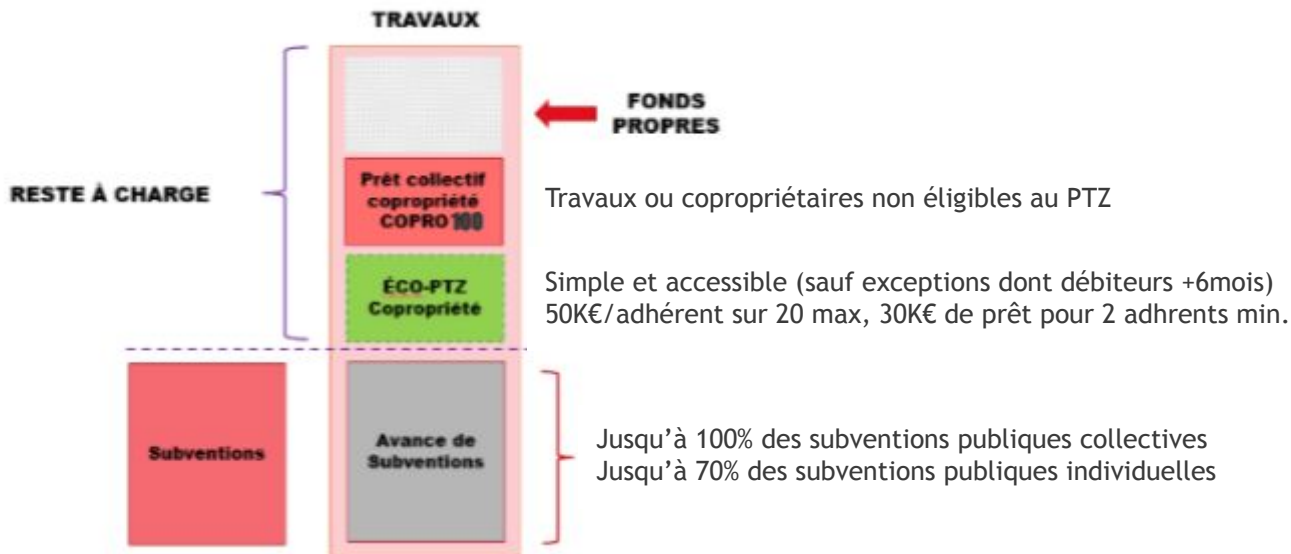 TRAVAUX
FONDS
PROPRES
RESTE À CHARGE
Prêt collectif
copropriété
COPRO 100
Travaux ou copropriétaires non éligibles au PTZ
ÉCO-PTZ
Copropriété
Simple et accessible (sauf exceptions dont débiteurs +6mois)
50K€/adhérent sur 20 max, 30K€ de prêt pour 2 adhrents min.
Subventions
Avance de
Subventions
Jusqu’à 100% des subventions publiques collectives
Jusqu’à 70% des subventions publiques individuelles